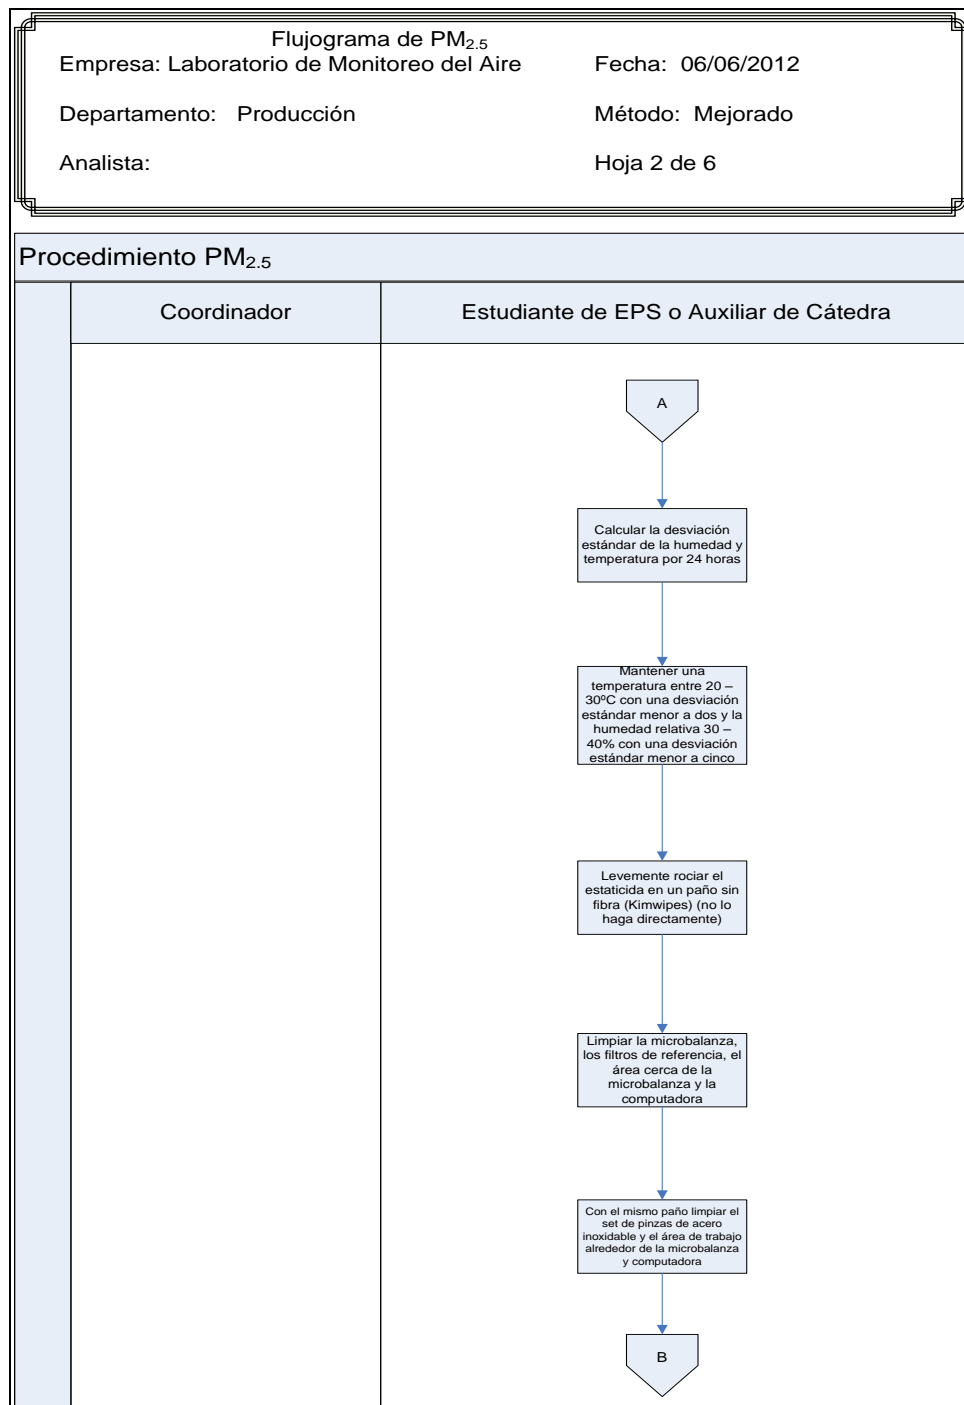 Flujograma de PM2.5
Empresa: Laboratorio de Monitoreo del Aire Fecha: 06/06/2012
Departamento: Producción Método: Mejorado
Analista: Hoja 2 de 6
Procedimiento PM2.5
Coordinador Estudiante de EPS o Auxiliar de Cátedra
A
Calcular la desviación
estándar de la humedad y
temperatura por 24 horas
Mantener una
temperatura entre 20 –
30ºC con una desviación
estándar menor a dos y la
humedad relativa 30 –
40% con una desviación
estándar menor a cinco
Levemente rociar el
estaticida en un paño sin
fibra (Kimwipes) (no lo
haga directamente)
Limpiar la microbalanza,
los filtros de referencia, el
área cerca de la
microbalanza y la
computadora
Con el mismo paño limpiar el
set de pinzas de acero
inoxidable y el área de trabajo
alrededor de la microbalanza
y computadora
B